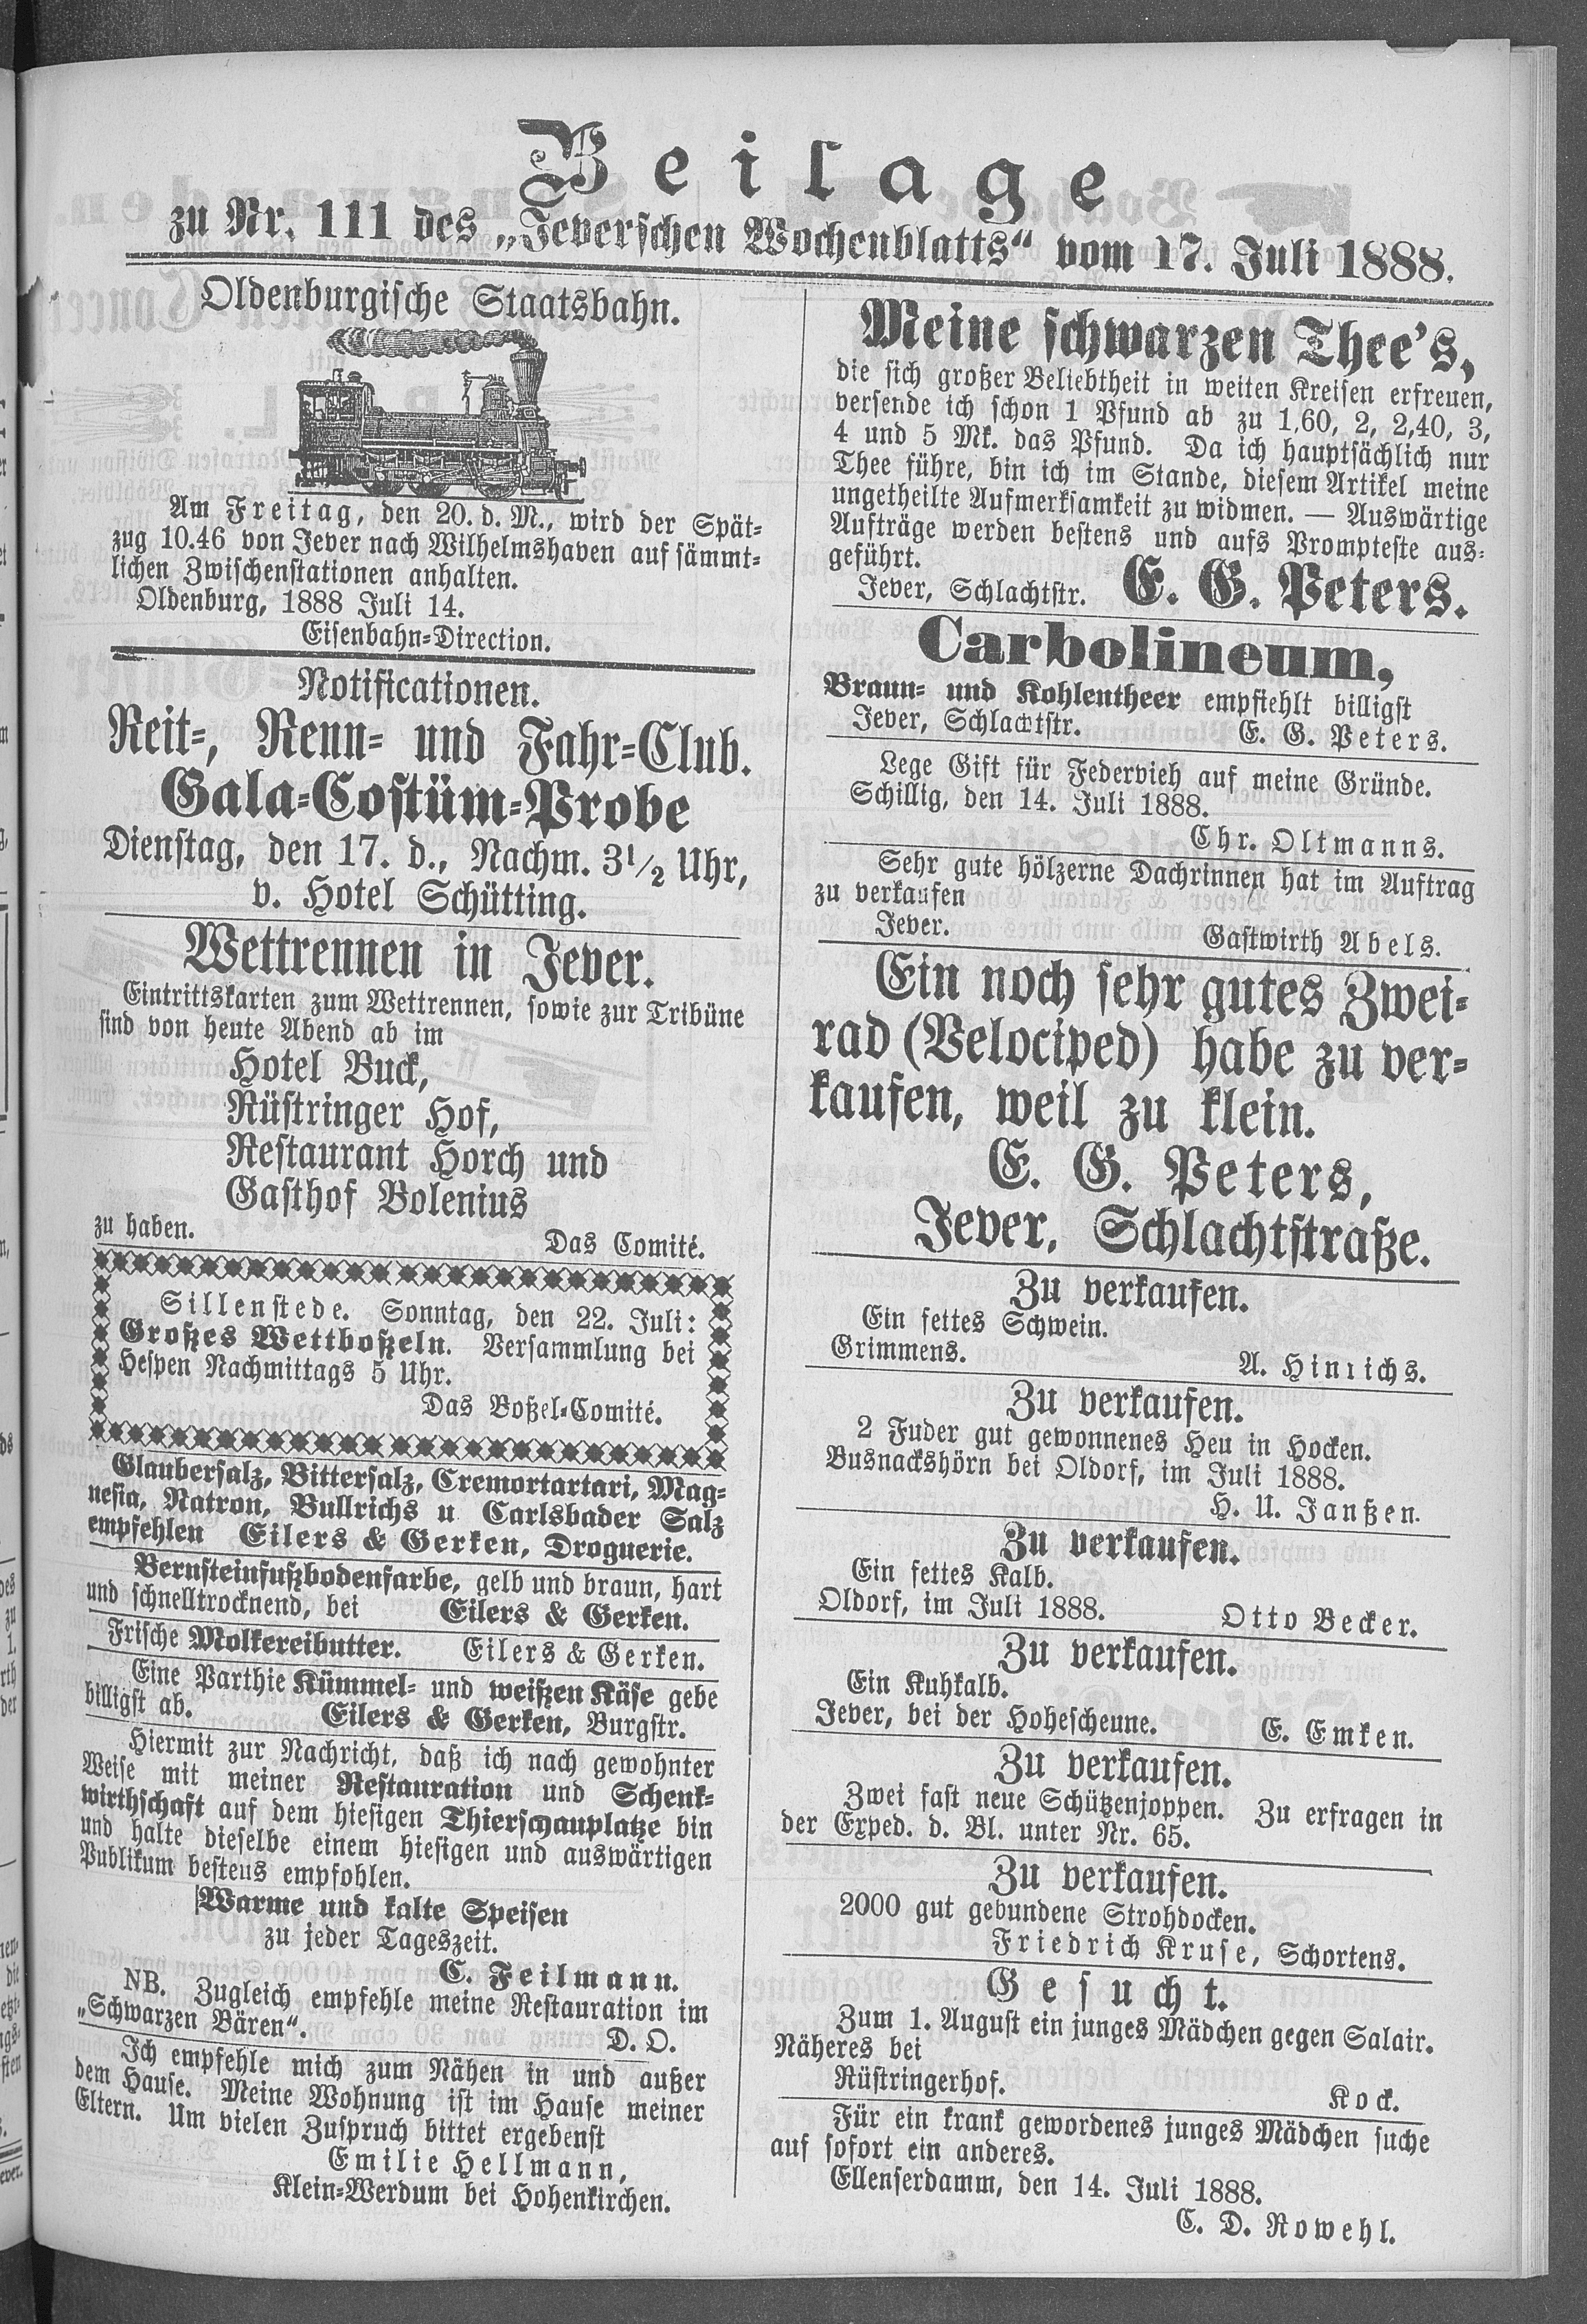 Beilage
zu Nr. 111 des „Jeverschen Wochenblatts“ vom 17. Juli 1888.
Oldenburgische Staatsbahn.
Am Freitag, den 20. d. M., wird der Spät-
zug 10.46 von Jever nach Wilhelmshaven auf sämmt-
lichen Zwischenstationen anhalten.
Oldenburg, 1888 Juli 14.
Eisenbahn-Direction.
Notificationen.
Reit-, Renn- und Fahr-Club.
Gala-Costüm-Probe
Dienstag, den 17. d., Nachm. 3½ Uhr,
v. Hotel Schütting.
Wettrennen in Jever.
Eintrittskarten zum Wettrennen, sowie zur Tribüne
sind von heute Abend ab im
Hotel Buck,
Rüstringer Hof,
Restaurant Horch und
Gasthof Bolenius
zu haben.
Das Comité.
Sillenstede. Sonntag, den 22. Juli:
Großes Wettboßeln. Versammlung bei
Hespen Nachmittags 5 Uhr.
Das Boßel-Comité.
Glaubersalz, Bittersalz, Cremortartari, Mag-
nesia, Natron, Bullrichs u Carlsbader Salz
empfehlen Eilers & Gerken, Droguerie.
Bernsteinfußbodenfarbe, gelb und braun, hart
und schnelltrocknend, bei Eilers & Gerken.
Frische Molkereibutter. Eilers & Gerken.
Eine Parthie Kümmel- und weißen Käse gebe
billigst ab. Eilers & Gerken, Burgstr.
Hiermit zur Nachricht, daß ich nach gewohnter
Weise mit meiner Restauration und Schenk-
wirthschaft auf dem hiesigen Thierschauplatze bin
und halte dieselbe einem hiesigen und auswärtigen
Publikum bestens empfohlen.
Warme und kalte Speisen
zu jeder Tageszeit.
C. Feilmann.
NB. Zugleich empfehle meine Restauration im
„Schwarzen Bären“.
D. O.
Ich empfehle mich zum Nähen in und außer
dem Hause. Meine Wohnung ist im Hause meiner
Eltern. Um vielen Zuspruch bittet ergebenst
Emilie Hellmann,
Klein-Werdum bei Hohenkirchen.
Meine schwarzen Thee's,
die sich großer Beliebtheit in weiten Kreisen erfreuen,
versende ich schon 1 Pfund ab zu 1,60, 2, 2,40, 3,
4 und 5 Mk. das Pfund. Da ich hauptsächlich nur
Thee führe, bin ich im Stande, diesem Artikel meine
ungetheilte Aufmerksamkeit zu widmen. — Auswärtige
Aufträge werden bestens und aufs Prompteste aus-
geführt.
Jever, Schlachtstr. E. G. Peters.
Carbolineum,
Braun- und Kohlentheer empfiehlt billigst
Jever, Schlachtstr. E. G. Peters.
Lege Gift für Federvieh auf meine Gründe.
Schillig, den 14. Juli 1888.
Chr. Oltmanns.
Sehr gute hölzerne Dachrinnen hat im Auftrag
zu verkaufen
Jever. Gastwirth Abels.
Ein noch sehr gutes Zwei-
rad (Velociped) habe zu ver-
kaufen, weil zu klein.
E. G. Peters,
Jever, Schlachtstraße.
Zu verkaufen.
Ein fettes Schwein.
Grimmens. A. Hinrichs.
Zu verkaufen.
2 Fuder gut gewonnenes Heu in Hocken.
Busnackshörn bei Oldorf, im Juli 1888.
H. U. Janßen.
Zu verkaufen.
Ein fettes Kalb.
Oldorf, im Juli 1888. Otto Becker.
Zu verkaufen.
Ein Kuhkalb.
Jever, bei der Hohescheune. E. Emken.
Zu verkaufen.
Zwei fast neue Schützenjoppen. Zu erfragen in
der Exped. d. Bl. unter Nr. 65.
Zu verkaufen.
2000 gut gebundene Strohdocken.
Friedrich Kruse, Schortens.
Gesucht.
Zum 1. August ein junges Mädchen gegen Salair.
Näheres bei
Rüstringerhof. Kock.
Für ein krank gewordenes junges Mädchen suche
auf sofort ein anderes.
Ellenserdamm, den 14. Juli 1888.
C. D. Rowehl.